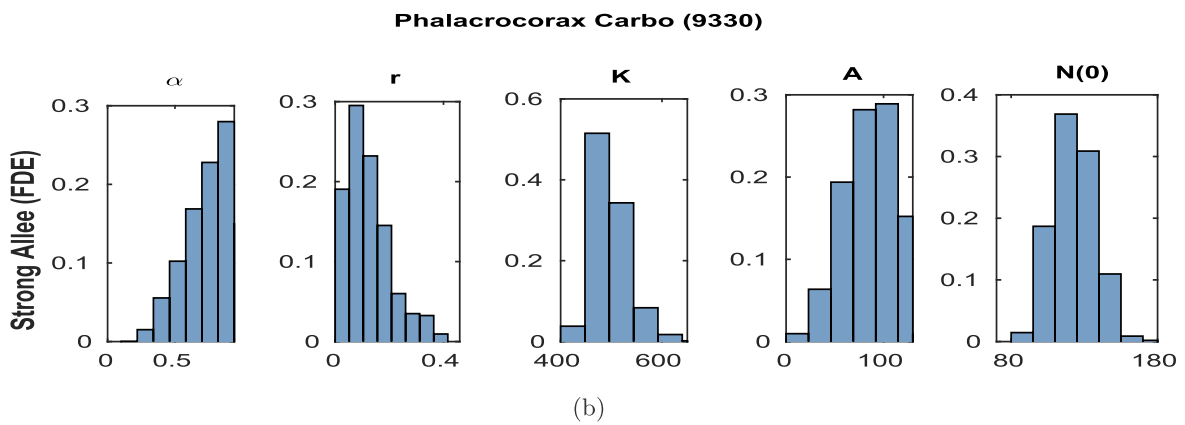 Phalacrocorax Carbo (9330)
α r K A N(0)
Strong Allee (FDE)
0.3 0.2 0.1 0 0.5
0.3 0.2 0.1 0 0 0.4
0.6 0.4 0.2 0 400 600
0.3 0.2 0.1 0 0 100
0.4 0.3 0.2 0.1 0 80 180
(b)